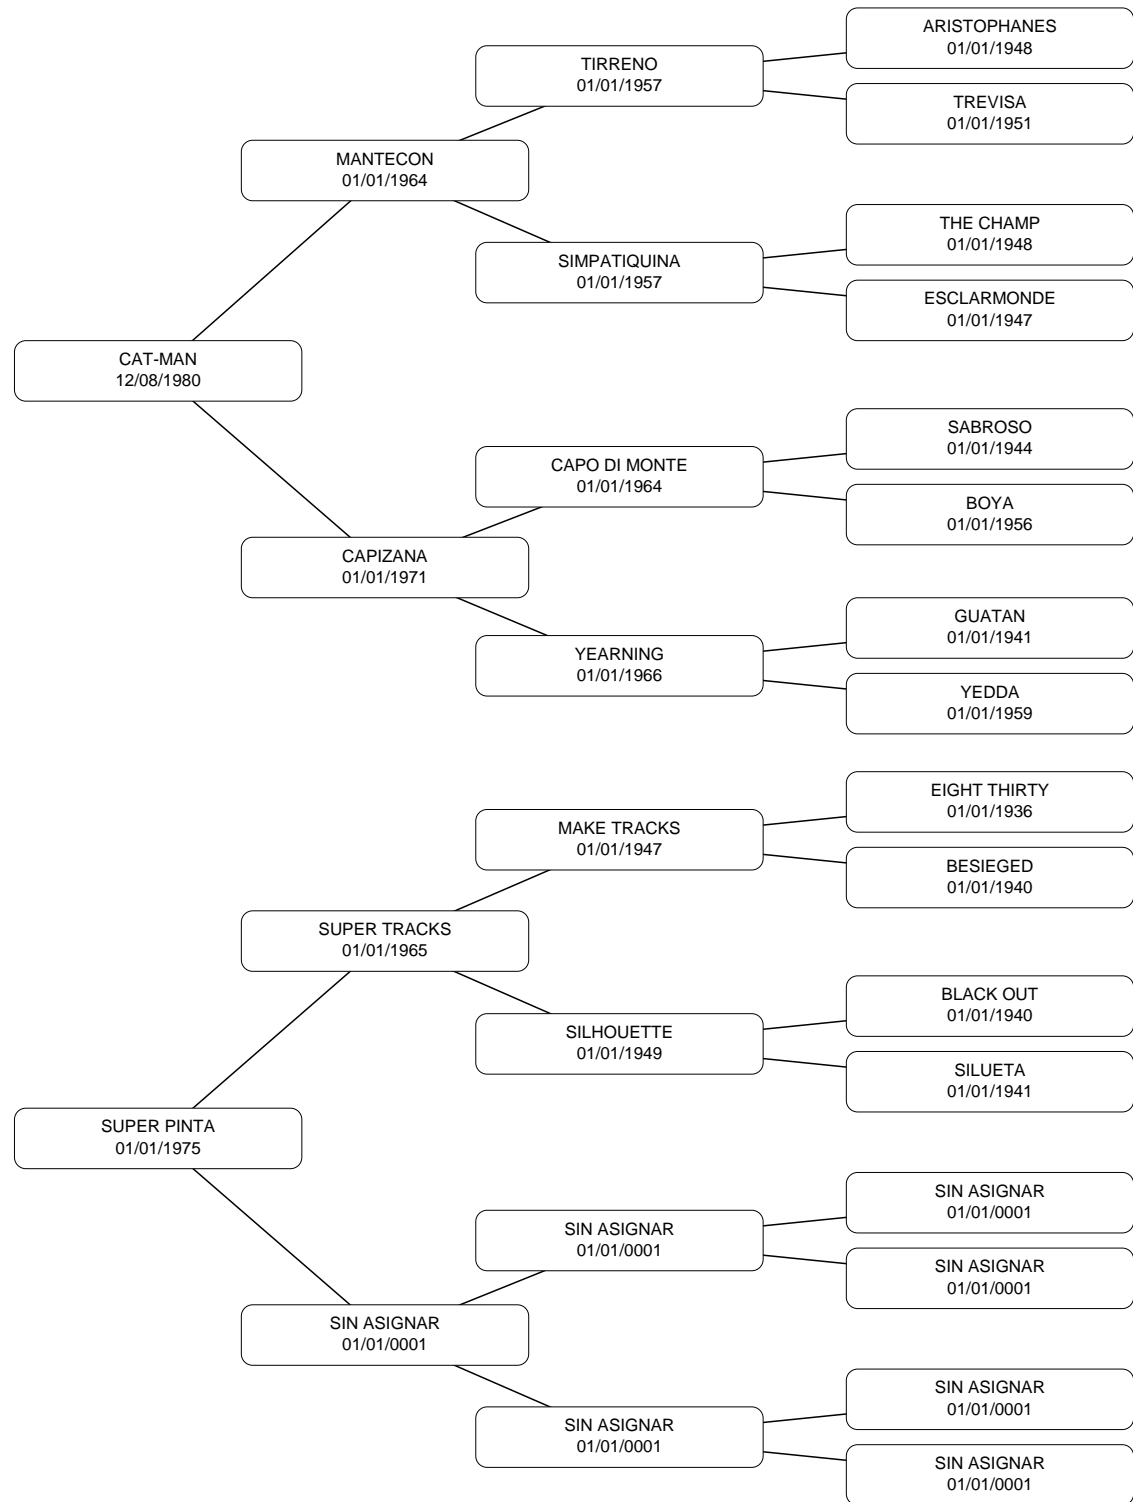 ARISTOPHANES
01/01/1948
TIRRENO
01/01/1957
TREVISA
01/01/1951
MANTECON
01/01/1964
THE CHAMP
01/01/1948
SIMPATIQUINA
01/01/1957
ESCLARMONDE
01/01/1947
CAT-MAN
12/08/1980
SABROSO
01/01/1944
CAPO DI MONTE
01/01/1964
BOYA
01/01/1956
CAPIZANA
01/01/1971
GUATAN
01/01/1941
YEARNING
01/01/1966
YEDDA
01/01/1959
EIGHT THIRTY
01/01/1936
MAKE TRACKS
01/01/1947
BESIEGED
01/01/1940
SUPER TRACKS
01/01/1965
BLACK OUT
01/01/1940
SILHOUETTE
01/01/1949
SILUETA
01/01/1941
SUPER PINTA
01/01/1975
SIN ASIGNAR
01/01/0001
SIN ASIGNAR
01/01/0001
SIN ASIGNAR
01/01/0001
SIN ASIGNAR
01/01/0001
SIN ASIGNAR
01/01/0001
SIN ASIGNAR
01/01/0001
SIN ASIGNAR
01/01/0001